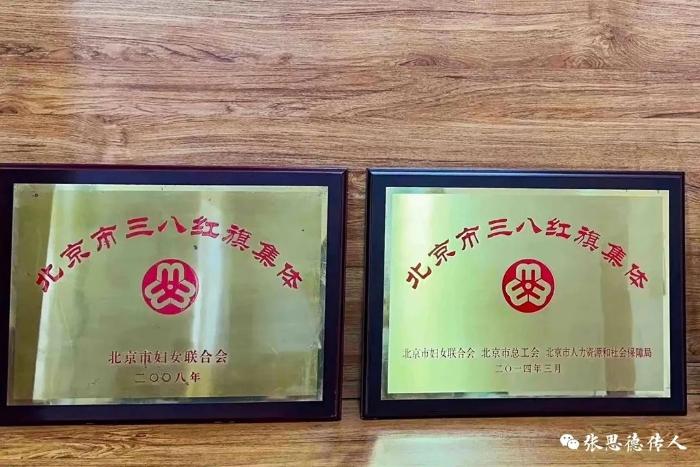 北京市三八红旗集体
北京市妇女联合会
二〇〇八年
北京市三八红旗集体
北京市妇女联合会 北京市总工会 北京市人力资源和社会保障局
二〇一四年三月
张思德传人